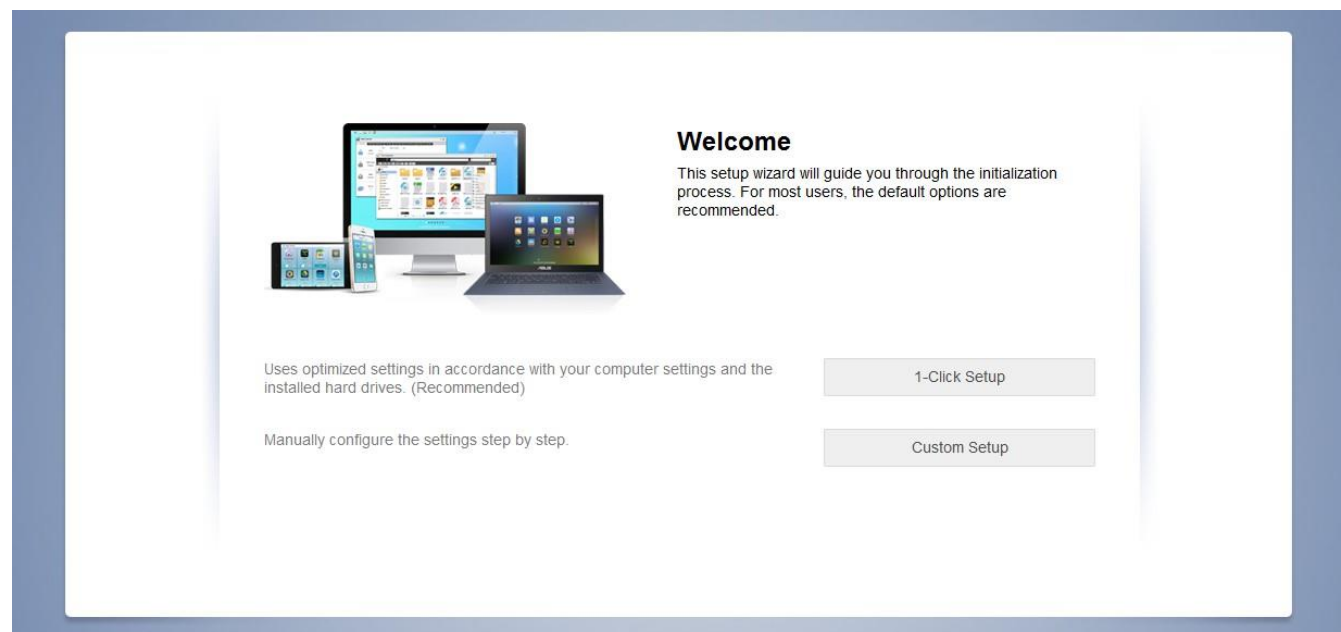 Welcome
This setup wizard will guide you through the initialization
process. For most users, the default options are
recommended.
ASUS
Uses optimized settings in accordance with your computer settings and the
installed hard drives. (Recommended)
1-Click Setup
Manually configure the settings step by step.
Custom Setup